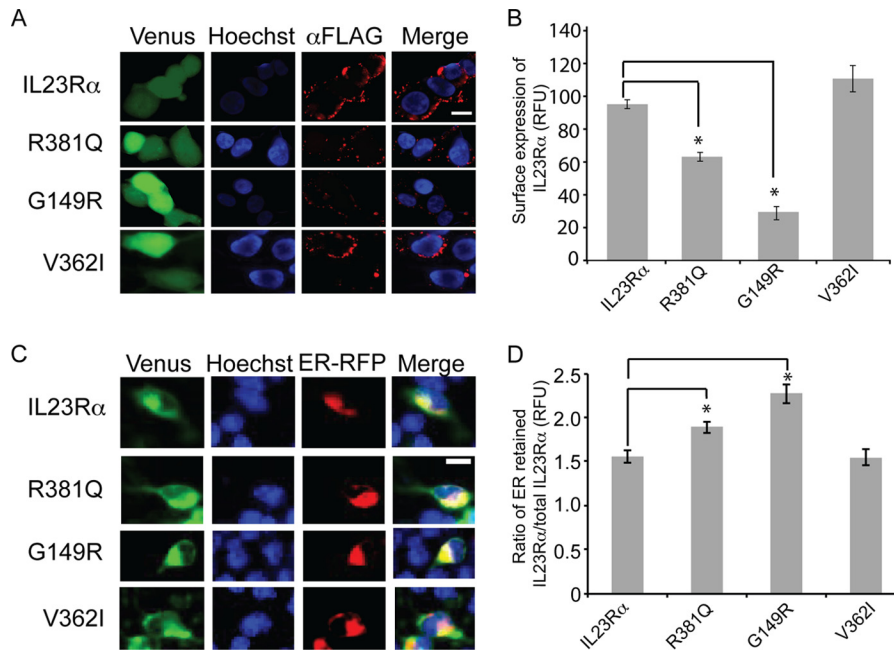 A
Venus Hoechst αFLAG Merge
IL23Rα
R381Q
G149R
V362I
B
Surface expression of
IL23Rα (RFU)
140
120
100
80
60
40
20
0
*
*
IL23Rα R381Q G149R V362I
C
Venus Hoechst ER-RFP Merge
IL23Rα
R381Q
G149R
V362I
D
Ratio of ER retained
IL23Rα/total IL23Rα (RFU)
2.5
2.0
1.5
1.0
0.5
0
*
*
IL23Rα R381Q G149R V362I